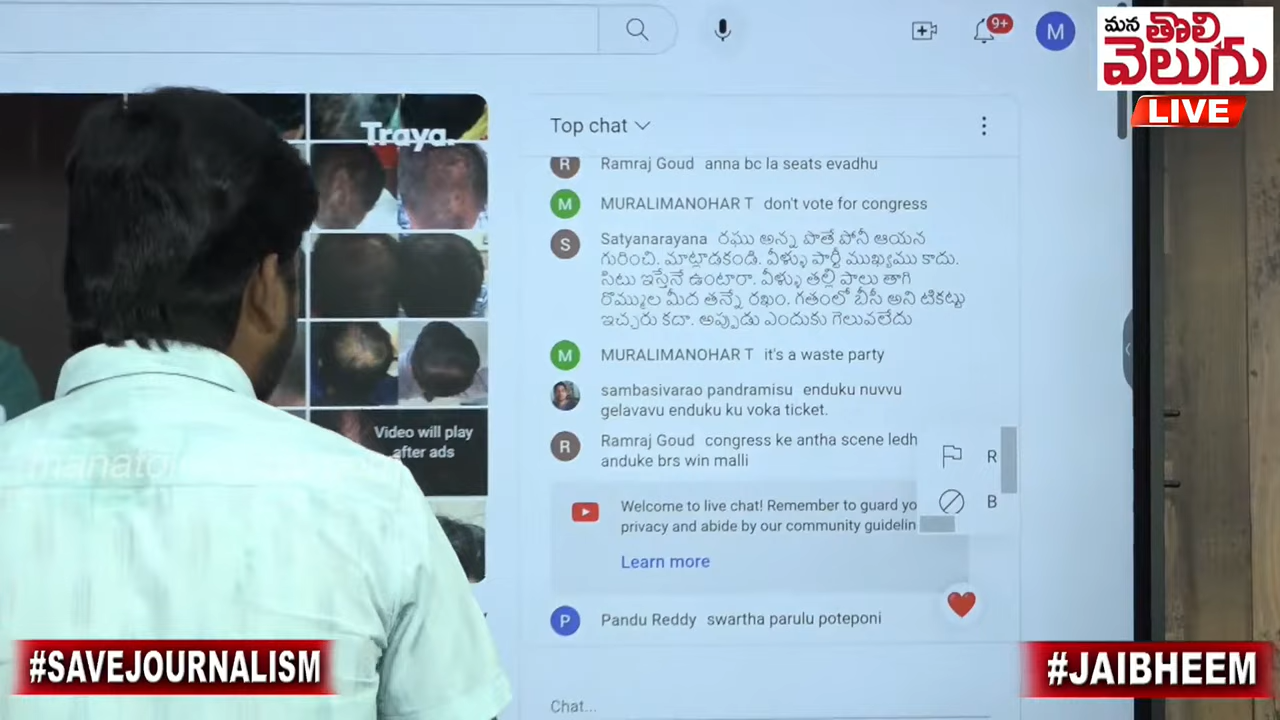 9+
M
మన తొలి
వెలుగు
LIVE
Traya.
Top chat
R Ramraj Goud anna bc la seats evadhu
M MURALIMANOHAR T don't vote for congress
S Satyanarayana రఘు అన్న పొతే పోనీ ఆయన
గురించి. మాట్లాడకండి. వీళ్ళు పార్టీ ముఖ్యము కాదు.
సిటు ఇస్తేనే ఉంటారా. వీళ్ళు తల్లి పాలు తాగి
రొమ్ముల మీద తన్నే రఖం. గతంలో బీసీ అని టికట్టు
ఇచ్చరు కదా. అప్పుడు ఎందుకు గెలువలేదు
M MURALIMANOHAR T it's a waste party
sambasivarao pandramisu enduku nuvvu
gelavavu enduku ku voka ticket.
Video will play
after ads
R Ramraj Goud congress ke antha scene ledh
anduke brs win malli
R
B
Welcome to live chat! Remember to guard yo
privacy and abide by our community guidelin
Learn more
P Pandu Reddy swartha parulu poteponi
Chat...
#SAVEJOURNALISM
#JAIBHEEM